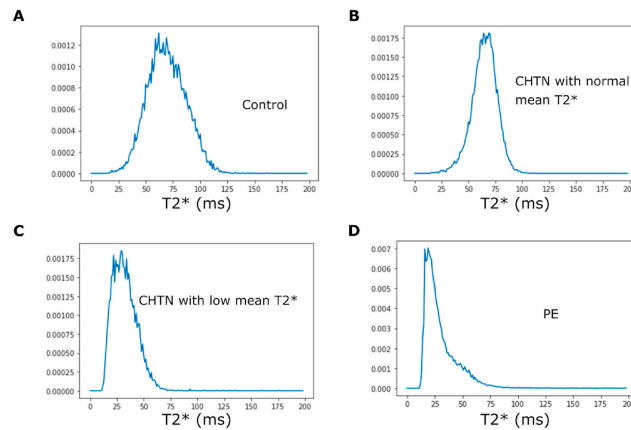 A
0.0012
0.0010
0.0008
0.0006
0.0004
0.0002
0.0000
Control
0 25 50 75 100 125 150 175 200
T2* (ms)
B
0.00175
0.00150
0.00125
0.00100
0.00075
0.00050
0.00025
0.00000
CHTN with normal
mean T2*
0 25 50 75 100 125 150 175 200
T2* (ms)
C
0.00175
0.00150
0.00125
0.00100
0.00075
0.00050
0.00025
0.00000
CHTN with low mean T2*
0 25 50 75 100 125 150 175 200
T2* (ms)
D
0.007
0.006
0.005
0.004
0.003
0.002
0.001
0.000
PE
0 25 50 75 100 125 150 175 200
T2* (ms)